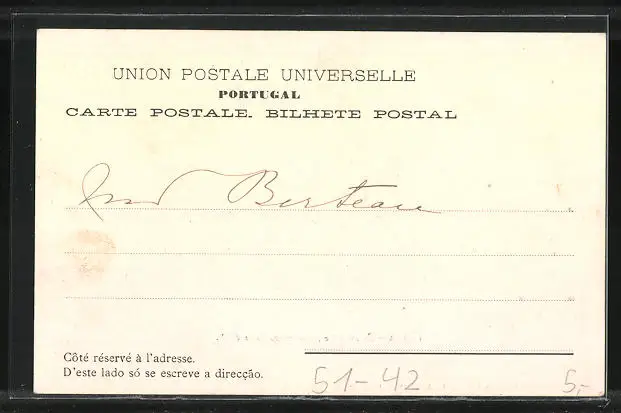 UNION POSTALE UNIVERSELLE
PORTUGAL
CARTE POSTALE. BILHETE POSTAL
Berteau
Côté réservé à l'adresse.
D'este lado só se escreve a direcção.
51-42 5,-